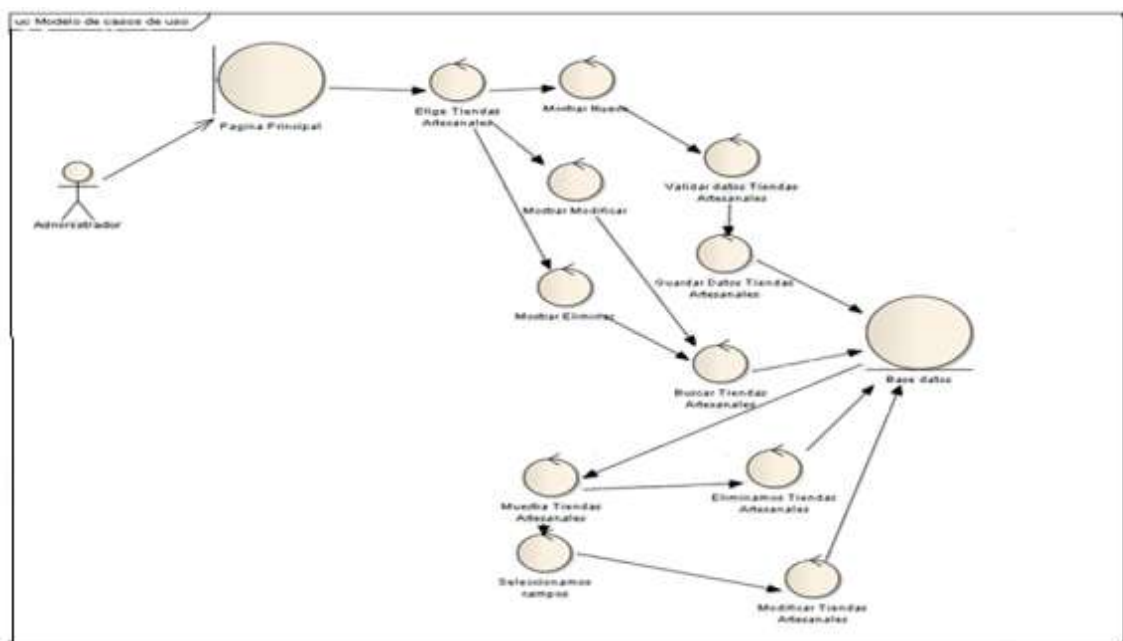 uc Modelo de casos de uso
Pagina Principal
Elige Tiendas
Artesanales
Mostrar Nuevo
Validar datos Tiendas
Artesanales
Administrador
Mostrar Modificar
Guardar Datos Tiendas
Artesanales
Mostrar Eliminar
Base datos
Buscar Tiendas
Artesanales
Muestra Tiendas
Artesanales
Eliminamos Tiendas
Artesanales
Seleccionamos
campos
Modificar Tiendas
Artesanales